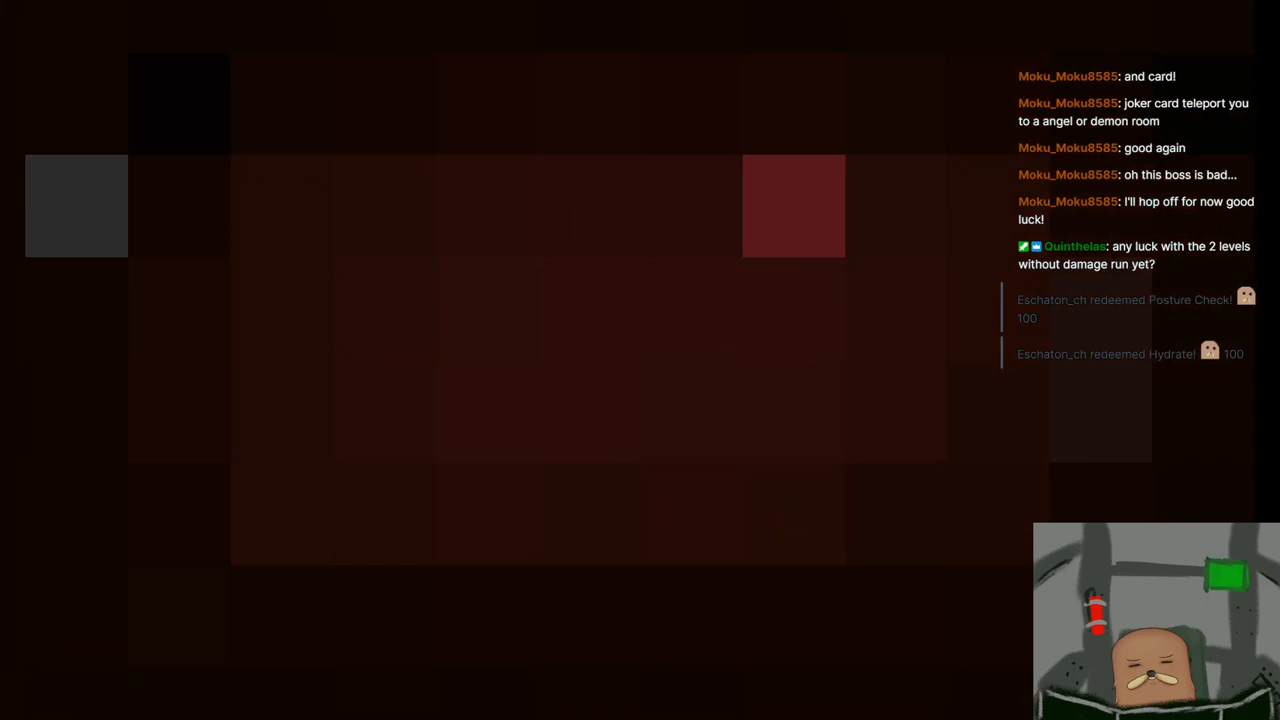 Moku_Moku8585: and card!
Moku_Moku8585: joker card teleport you
to a angel or demon room
Moku_Moku8585: good again
Moku_Moku8585: oh this boss is bad...
Moku_Moku8585: I'll hop off for now good
luck!
Quinthelas: any luck with the 2 levels
without damage run yet?
Eschaton_ch redeemed Posture Check! 
100
Eschaton_ch redeemed Hydrate! 100